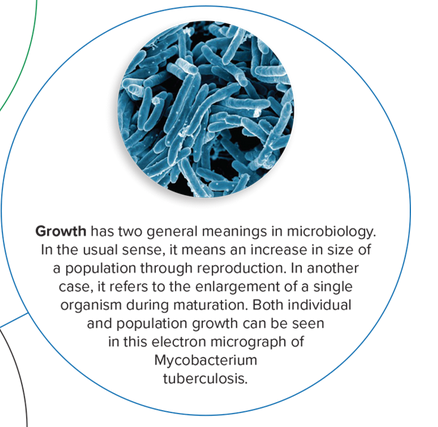 Growth has two general meanings in microbiology.
In the usual sense, it means an increase in size of
a population through reproduction. In another
case, it refers to the enlargement of a single
organism during maturation. Both individual
and population growth can be seen
in this electron micrograph of
Mycobacterium
tuberculosis.